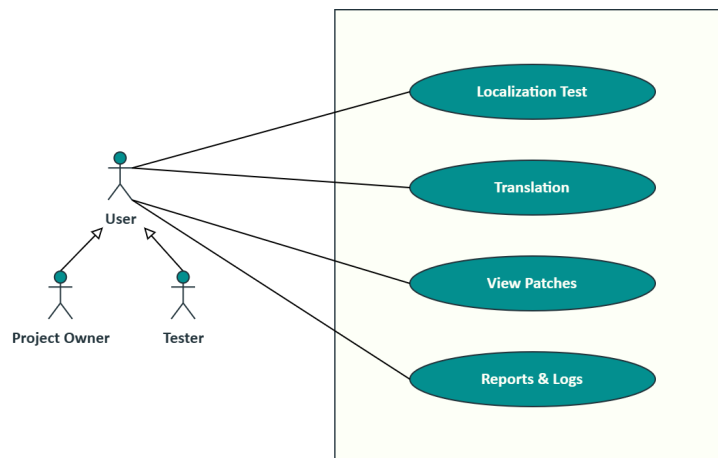 Localization Test
Translation
User
View Patches
Project Owner
Tester
Reports & Logs